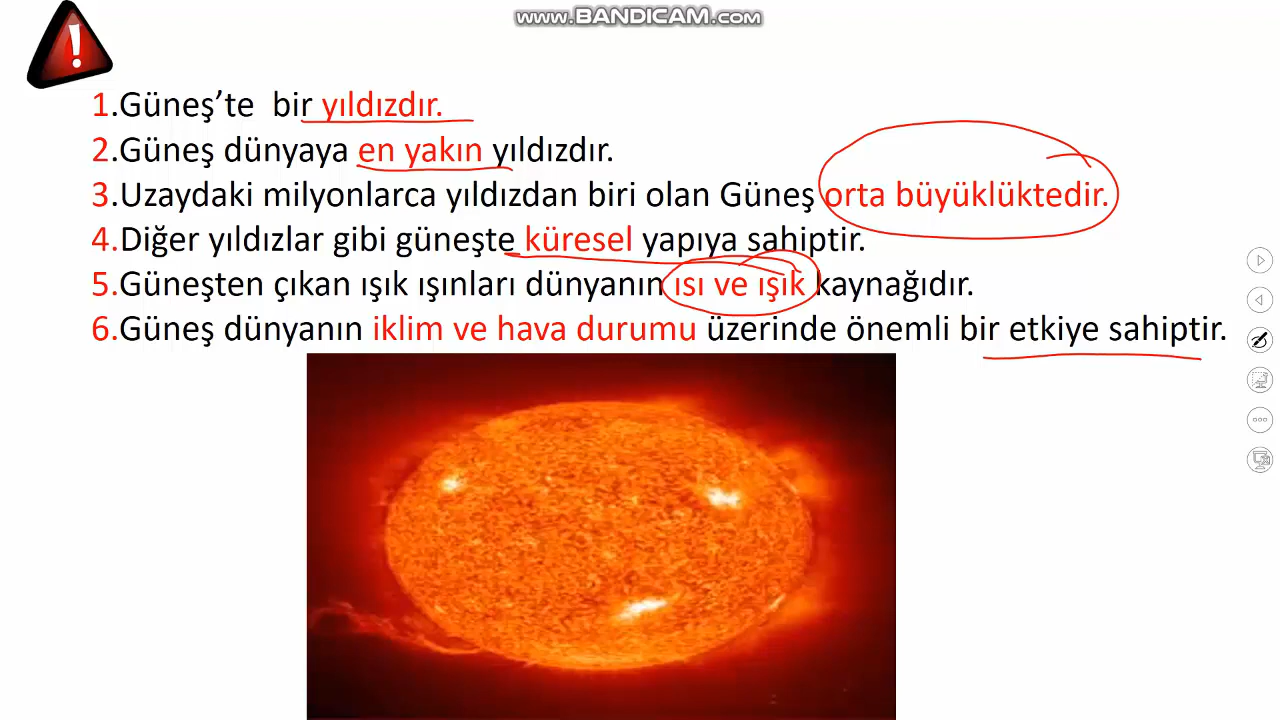 www.BANDICAM.com
1.Güneş’te bir yıldızdır.
2.Güneş dünyaya en yakın yıldızdır.
3.Uzaydaki milyonlarca yıldızdan biri olan Güneş orta büyüklüktedir.
4.Diğer yıldızlar gibi güneşte küresel yapıya sahiptir.
5.Güneşten çıkan ışık ışınları dünyanın ısı ve ışık kaynağıdır.
6.Güneş dünyanın iklim ve hava durumu üzerinde önemli bir etkiye sahiptir.